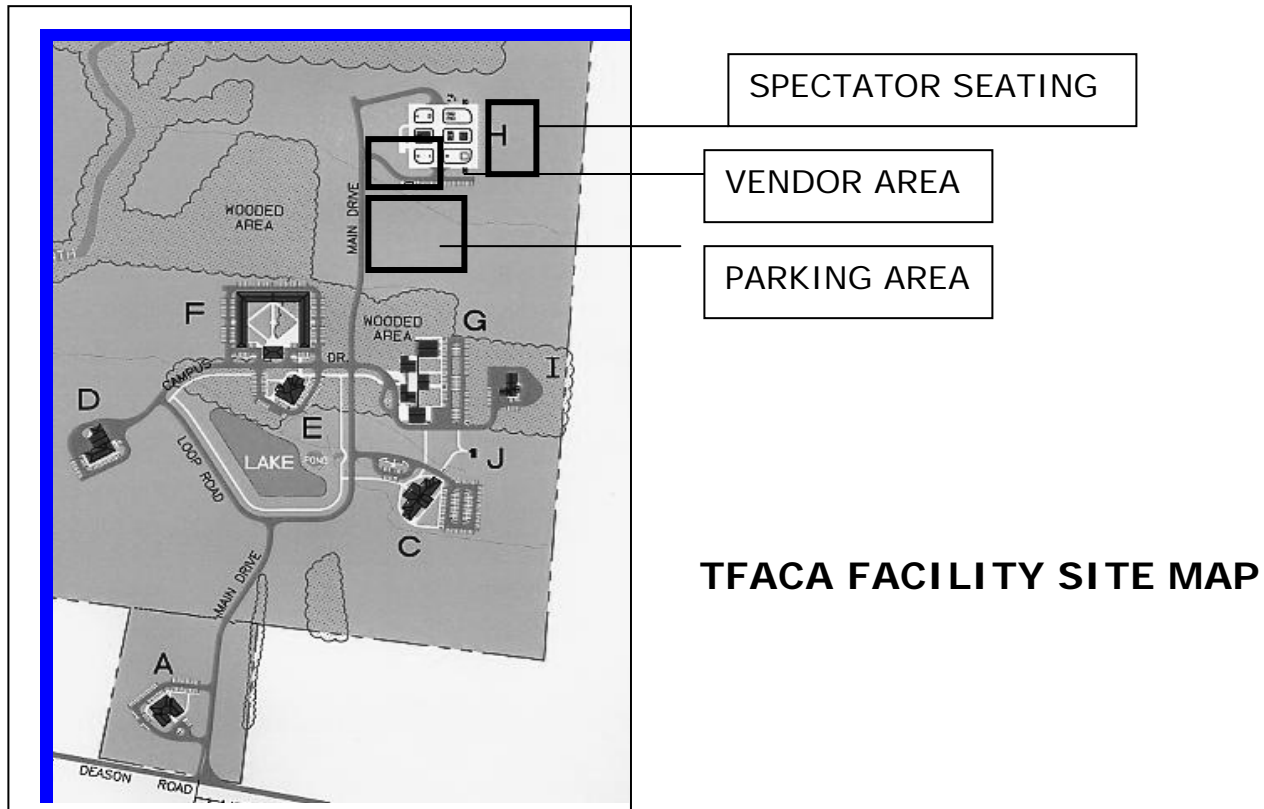 SPECTATOR SEATING
VENDOR AREA
PARKING AREA
TFACA FACILITY SITE MAP
H
MAIN DRIVE
WOODED
AREA
F
WOODED
AREA
G
I
CAMPUS
DR.
D
E
LOOP ROAD
LAKE
POND
J
C
MAIN DRIVE
A
DEASON
ROAD